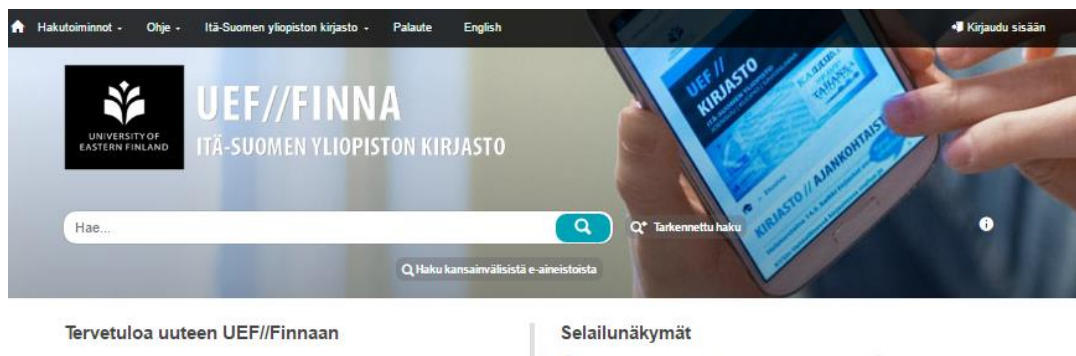 Hakutoiminnot
Ohje
Itä-Suomen yliopiston kirjasto
Palaute
English
Kirjaudu sisään
UNIVERSITY OF
EASTERN FINLAND
UEF//FINNA
ITÄ-SUOMEN YLIOPISTON KIRJASTO
UEF //
KIRJASTO
KIRJASTO // AJANKOHTAIST
Hae...
Tarkennettu haku
Haku kansainvälisistä e-aineistoista
Tervetuloa uuteen UEF//Finnaan
Selailunäkymät